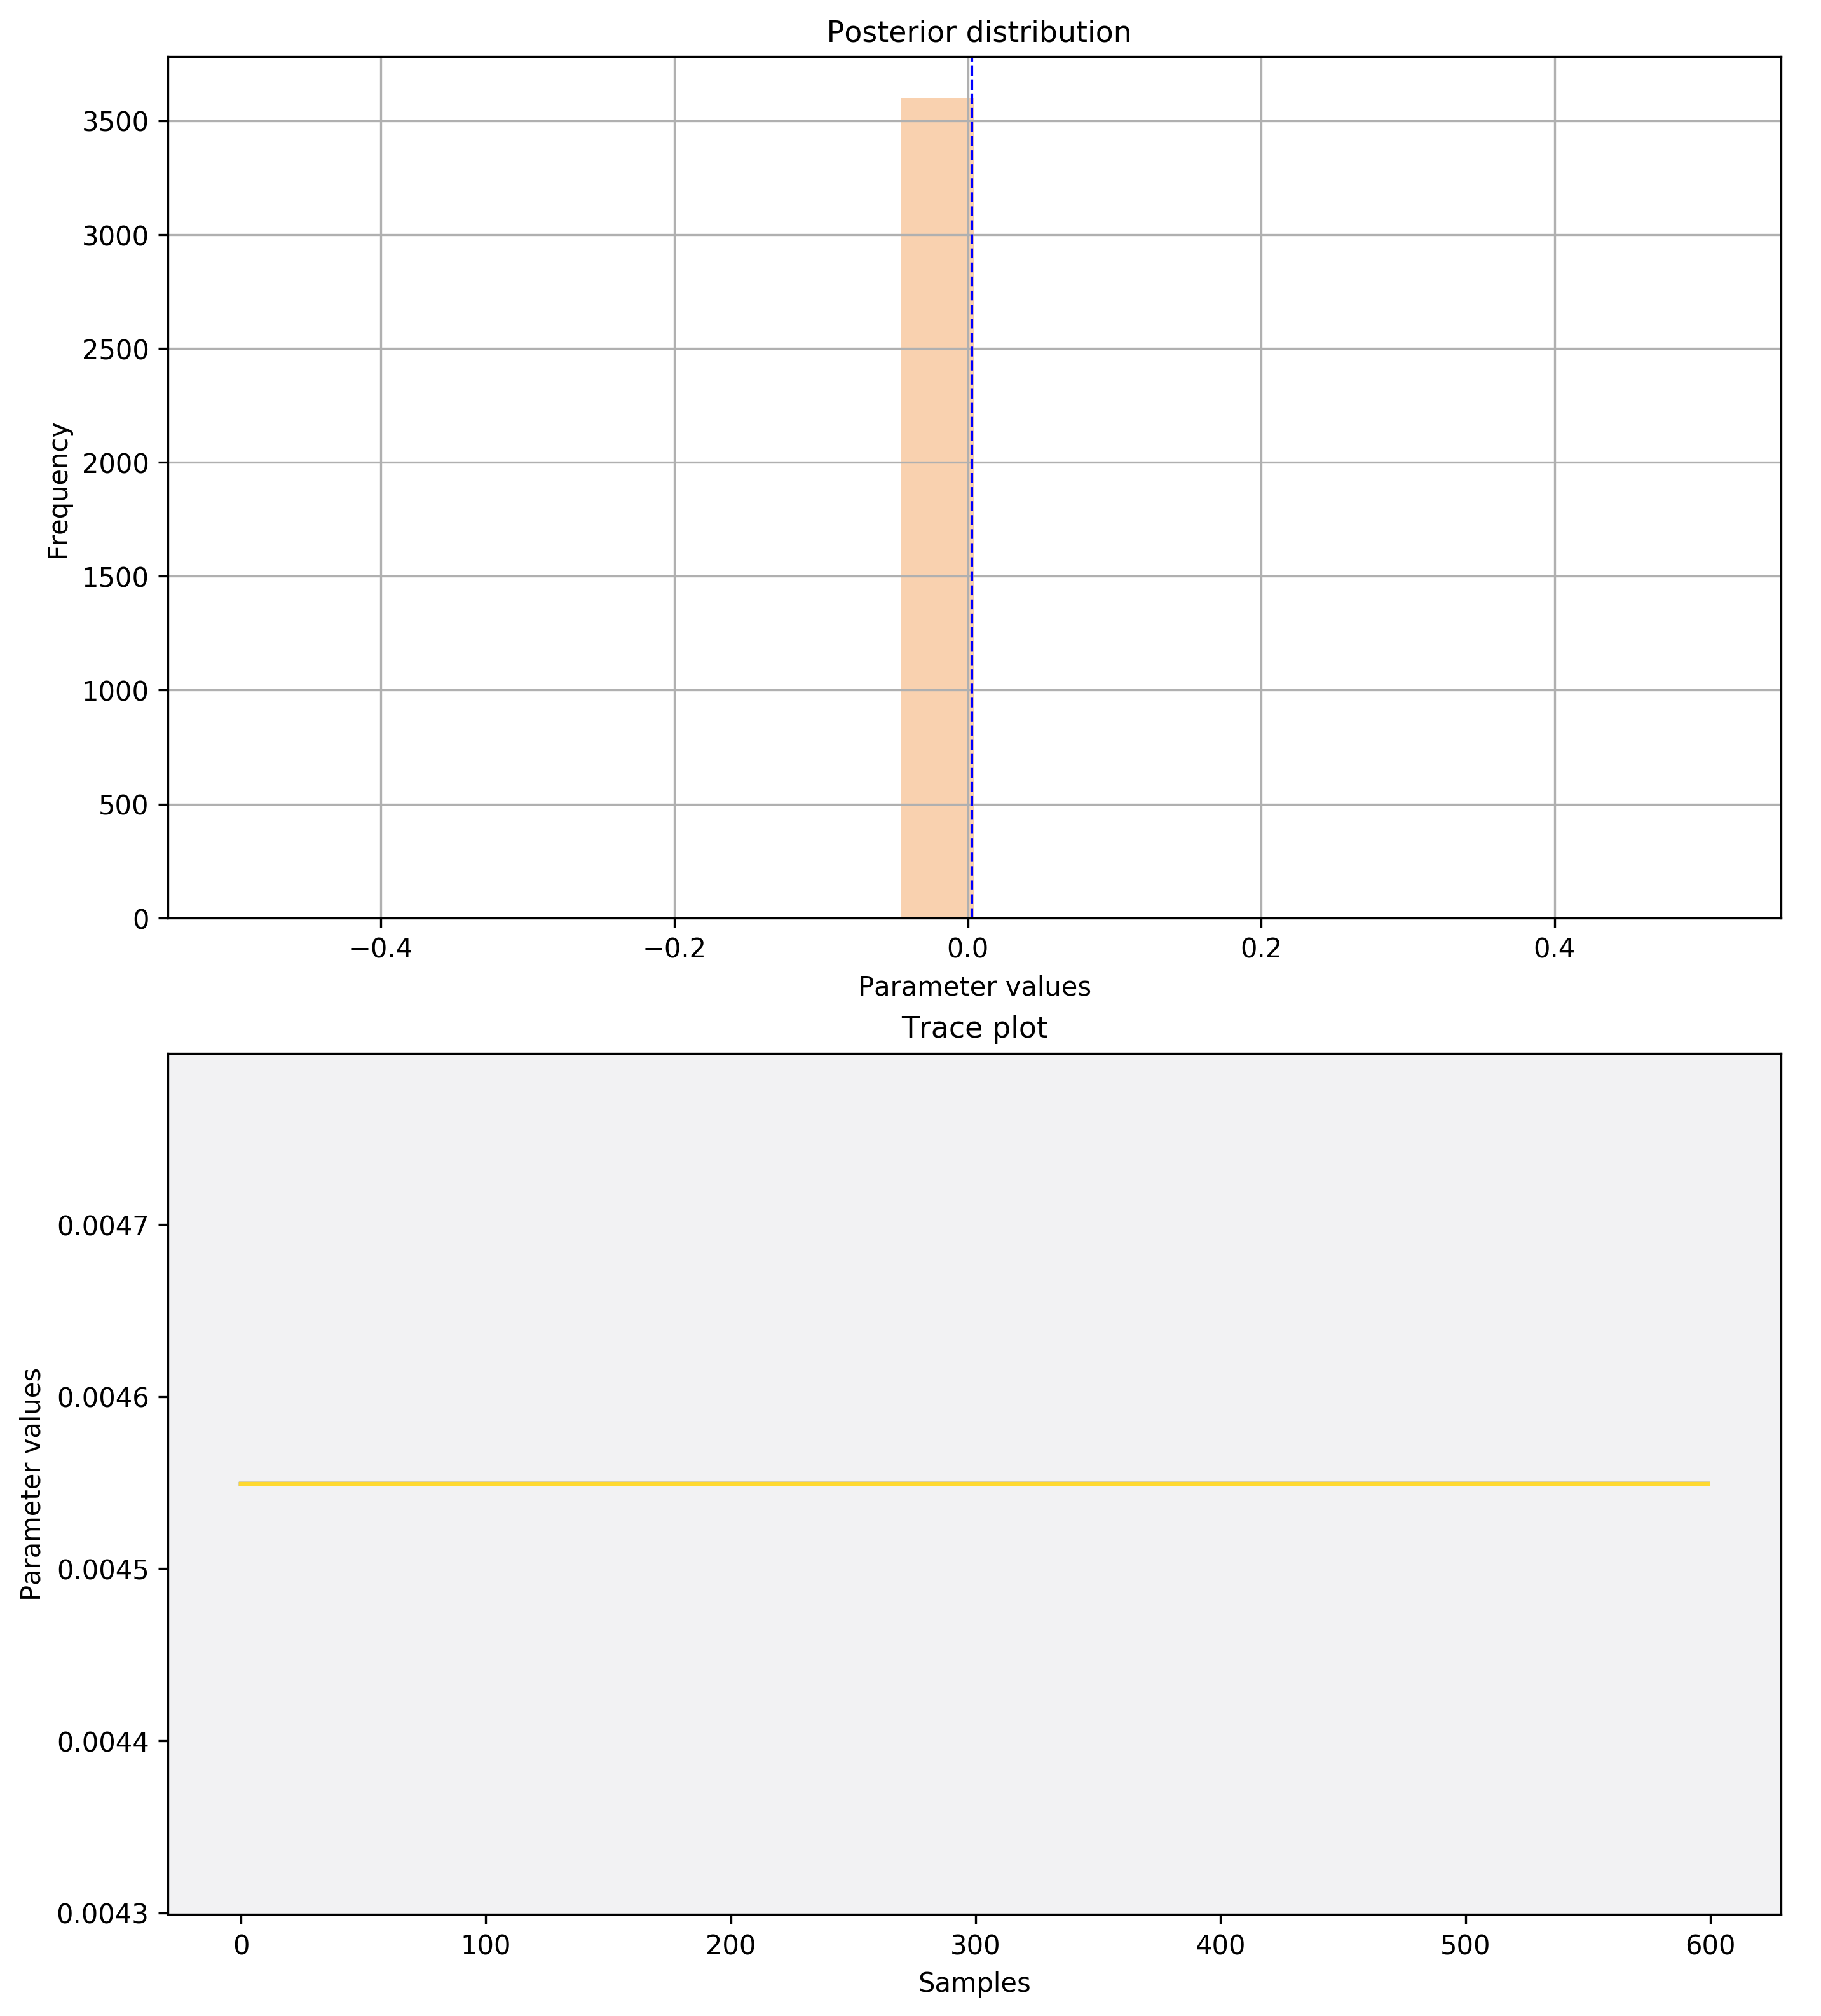 Posterior distribution
3500
3000
2500
2000
1500
1000
500
0
Frequency
−0.4 −0.2 0.0 0.2 0.4
Parameter values
Trace plot
0.0047
0.0046
0.0045
0.0044
0.0043
Parameter values
0 100 200 300 400 500 600
Samples